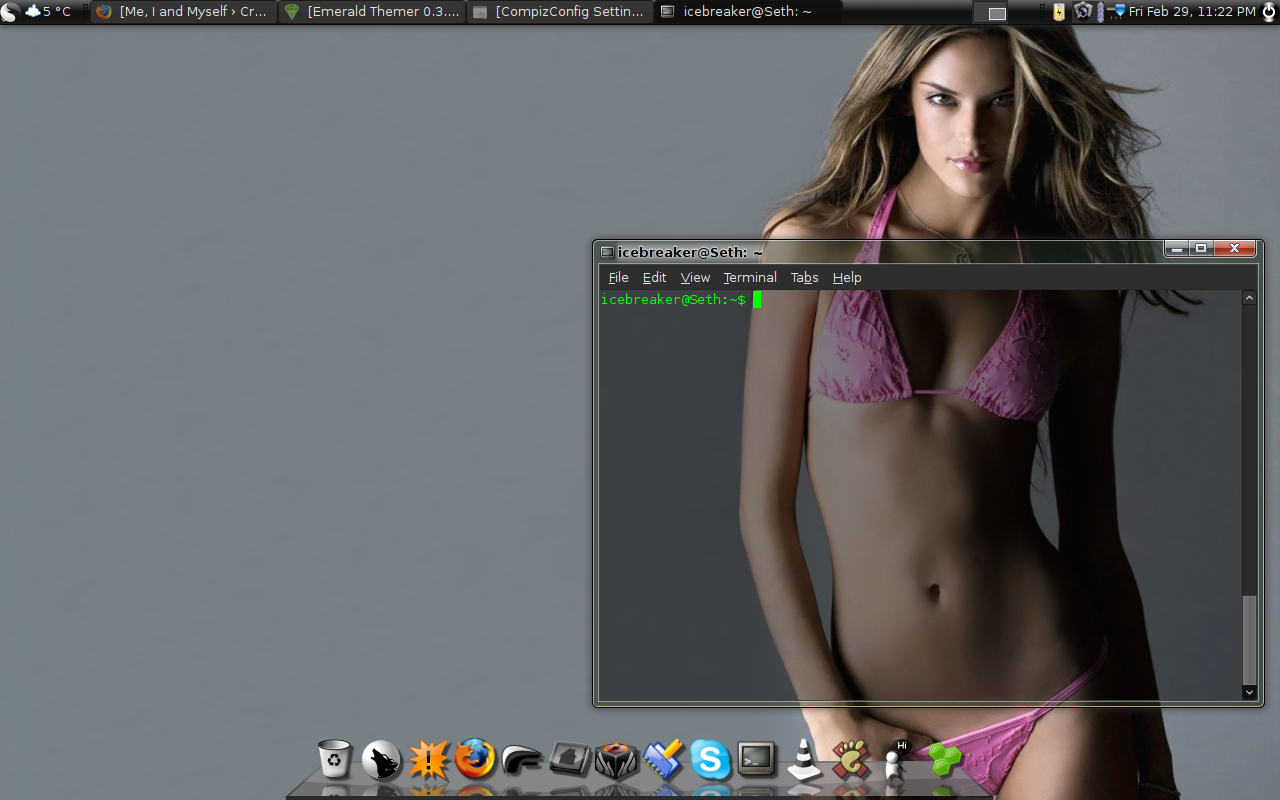 5 °C
[Me, I and Myself › Cr...
[Emerald Themer 0.3....
[CompizConfig Settin...
icebreaker@Seth: ~
Fri Feb 29, 11:22 PM
icebreaker@Seth: ~
File Edit View Terminal Tabs Help
icebreaker@Seth:~$
Hi